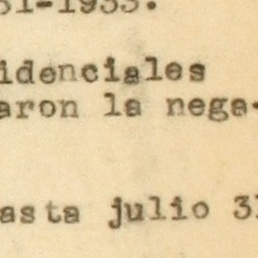 31-1933.
idenciales
aron la nega-
asta julio 31